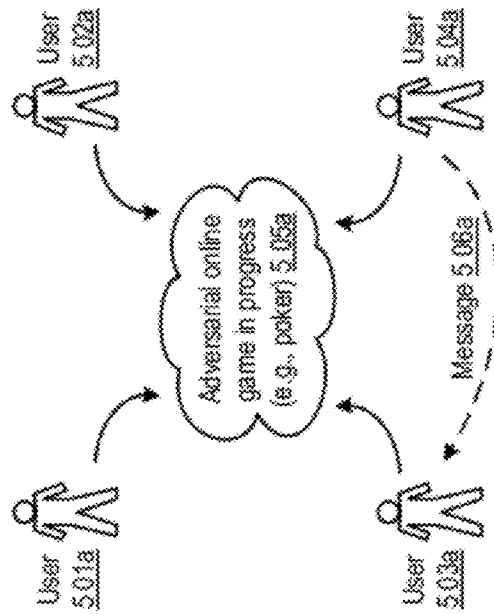 User
5.01a
User
5.02a
Adversarial online
game in progress
(e.g., poker) 5.05a
User
5.03a
Message 5.06a
User
5.04a